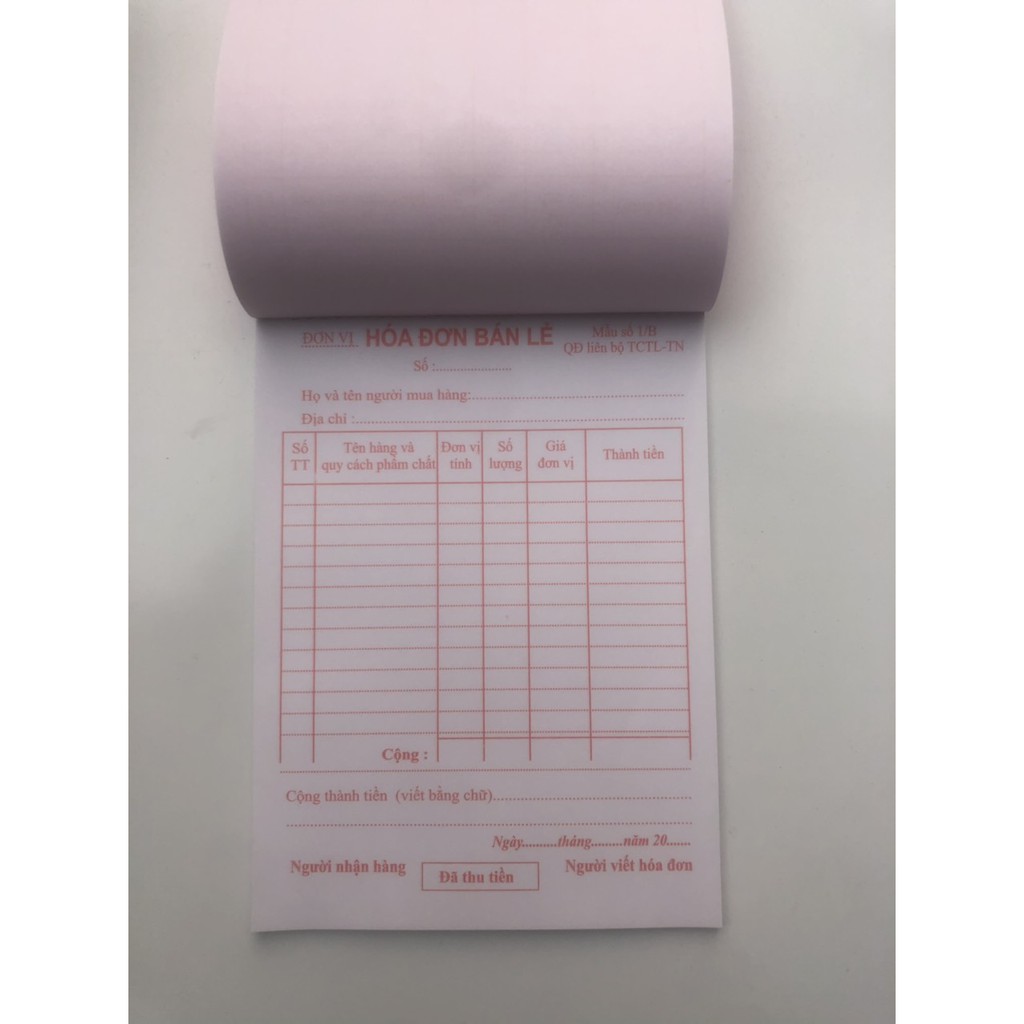 ĐƠN VỊ HÓA ĐƠN BÁN LẺ Mẫu số 1/B
QĐ liên bộ TCTL-TN
Số :......................
Họ và tên người mua hàng:......................................................
Địa chỉ :....................................................................................
Số TT Tên hàng và quy cách phẩm chất Đơn vị tính Số lượng Giá đơn vị Thành tiền
Cộng :
Cộng thành tiền (viết bằng chữ)..................................................
....................................................................................................
Ngày..........tháng.........năm 20.......
Người nhận hàng Đã thu tiền Người viết hóa đơn